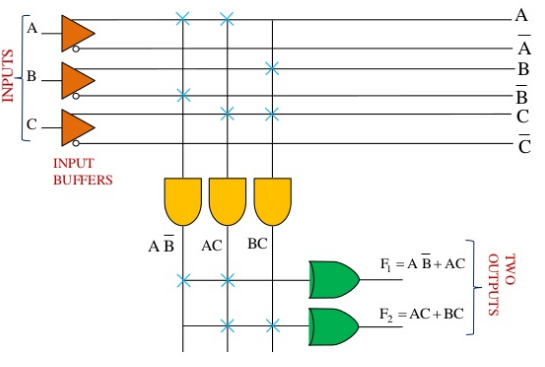 INPUTS
A
B
C
INPUT
BUFFERS
A
A̅
B
B̅
C
C̅
A B̅
AC
BC
F₁ = A B̅ + AC
F₂ = AC + BC
TWO
OUTPUTS